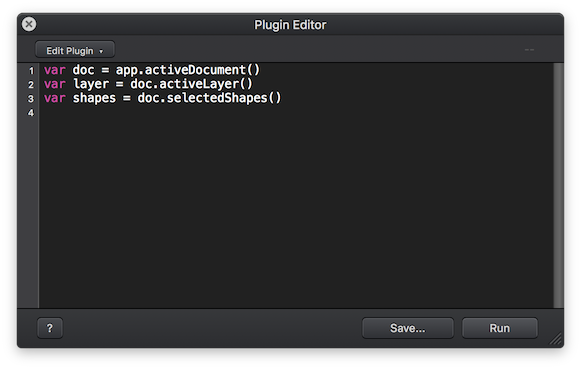 Plugin Editor
Edit Plugin
--
1 var doc = app.activeDocument()
2 var layer = doc.activeLayer()
3 var shapes = doc.selectedShapes()
4
? Save... Run